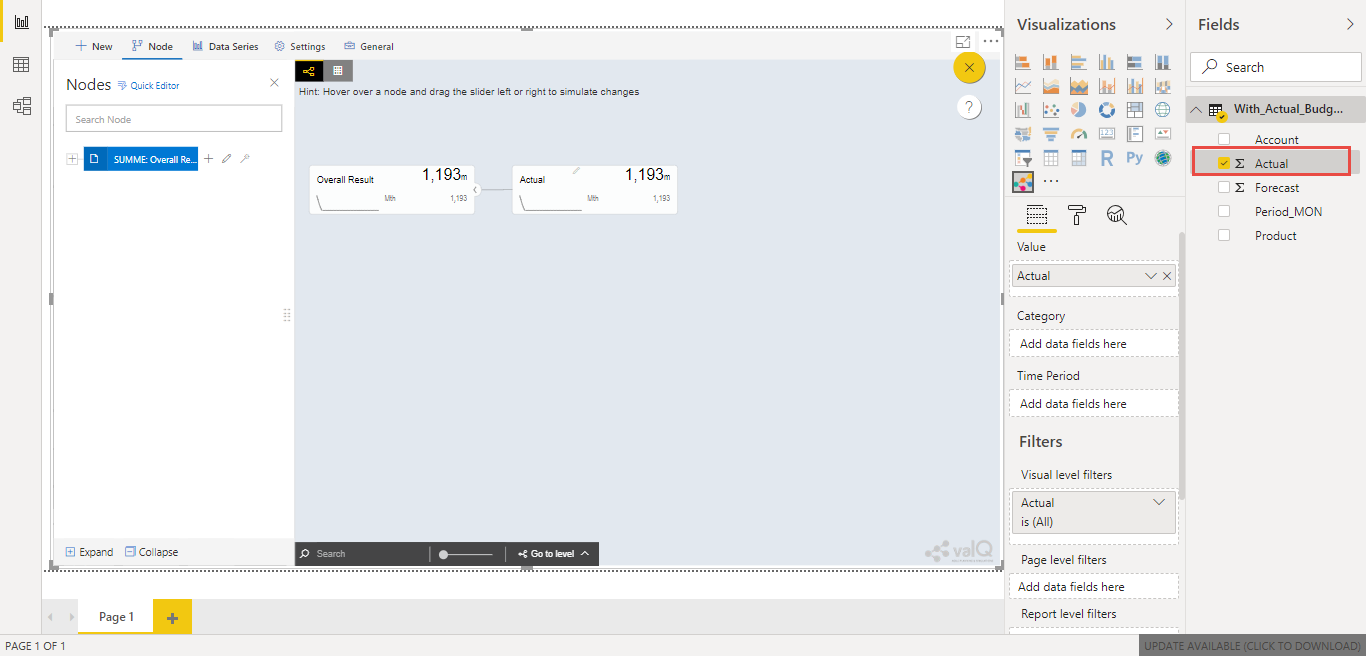 New
Node
Data Series
Settings
General
Nodes
Quick Editor
Search Node
SUMME: Overall Re...
Expand
Collapse
Hint: Hover over a node and drag the slider left or right to simulate changes
?
Overall Result
1,193m
Mth
1,193
Actual
1,193m
Mth
1,193
Search
Go to level
valQ
Page 1
+
PAGE 1 OF 1
Visualizations
123
R
Py
...
Value
Actual
Category
Add data fields here
Time Period
Add data fields here
Filters
Visual level filters
Actual
is (All)
Page level filters
Add data fields here
Report level filters
Fields
Search
With_Actual_Budg...
Account
Σ Actual
Σ Forecast
Period_MON
Product
UPDATE AVAILABLE (CLICK TO DOWNLOAD)